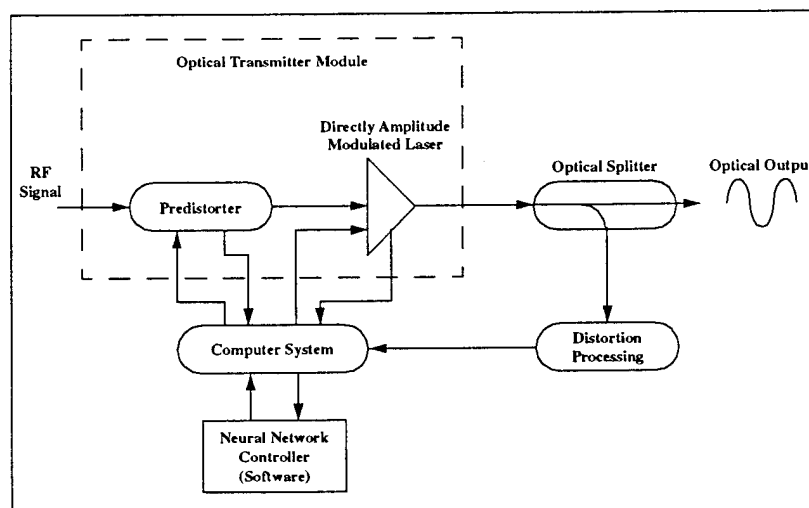 Optical Transmitter Module
Directly Amplitude
Modulated Laser
RF
Signal
Predistorter
Optical Splitter
Optical Output
Computer System
Distortion
Processing
Neural Network
Controller
(Software)